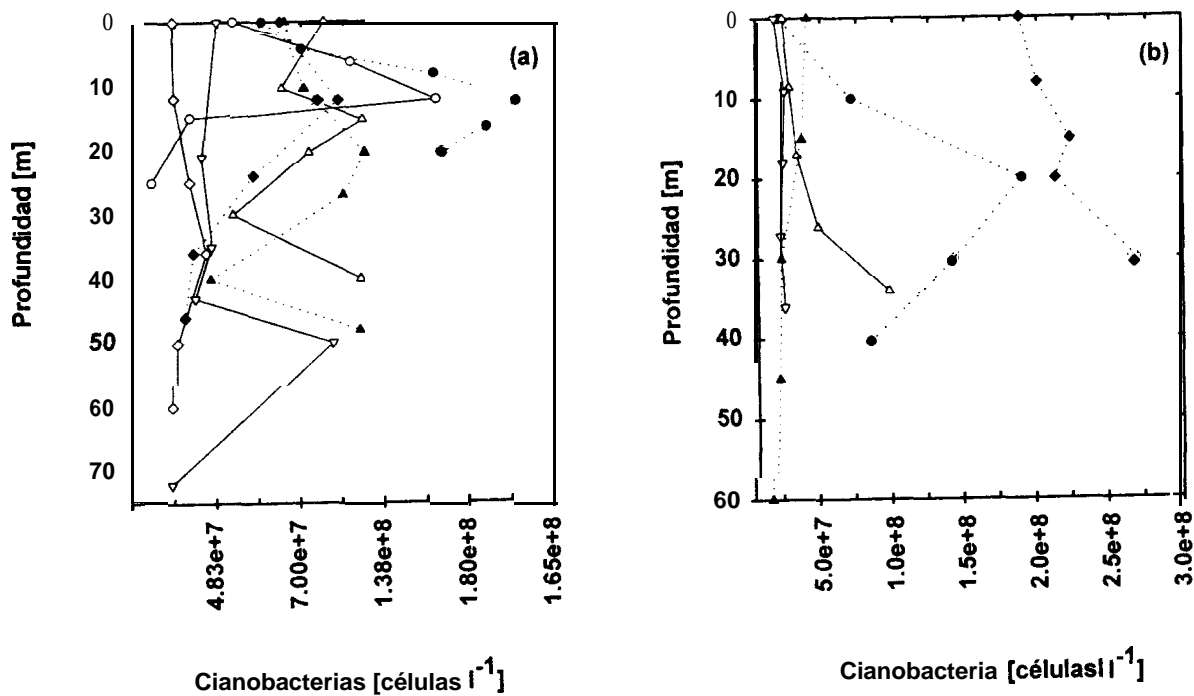 (a)
Profundidad [m]
0
10
20
30
40
50
60
70
4.83e+7
7.00e+7
1.38e+8
1.80e+8
1.65e+8
Cianobacterias [células l-1]
(b)
Profundidad [m]
0
10
20
30
40
50
60
5.0e+7
1.0e+8
1.5e+8
2.0e+8
2.5e+8
3.0e+8
Cianobacteria [célulasl l-1]